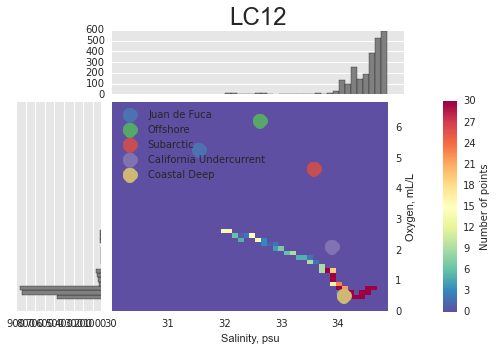 LC12
600
500
400
300
200
100
0
Juan de Fuca
Offshore
Subarctic
California Undercurrent
Coastal Deep
6
5
4
3
2
1
0
Oxygen, mL/L
30
27
24
21
18
15
12
9
6
3
0
Number of points
9008007006005004003002001000 30 31 32 33 34
Salinity, psu